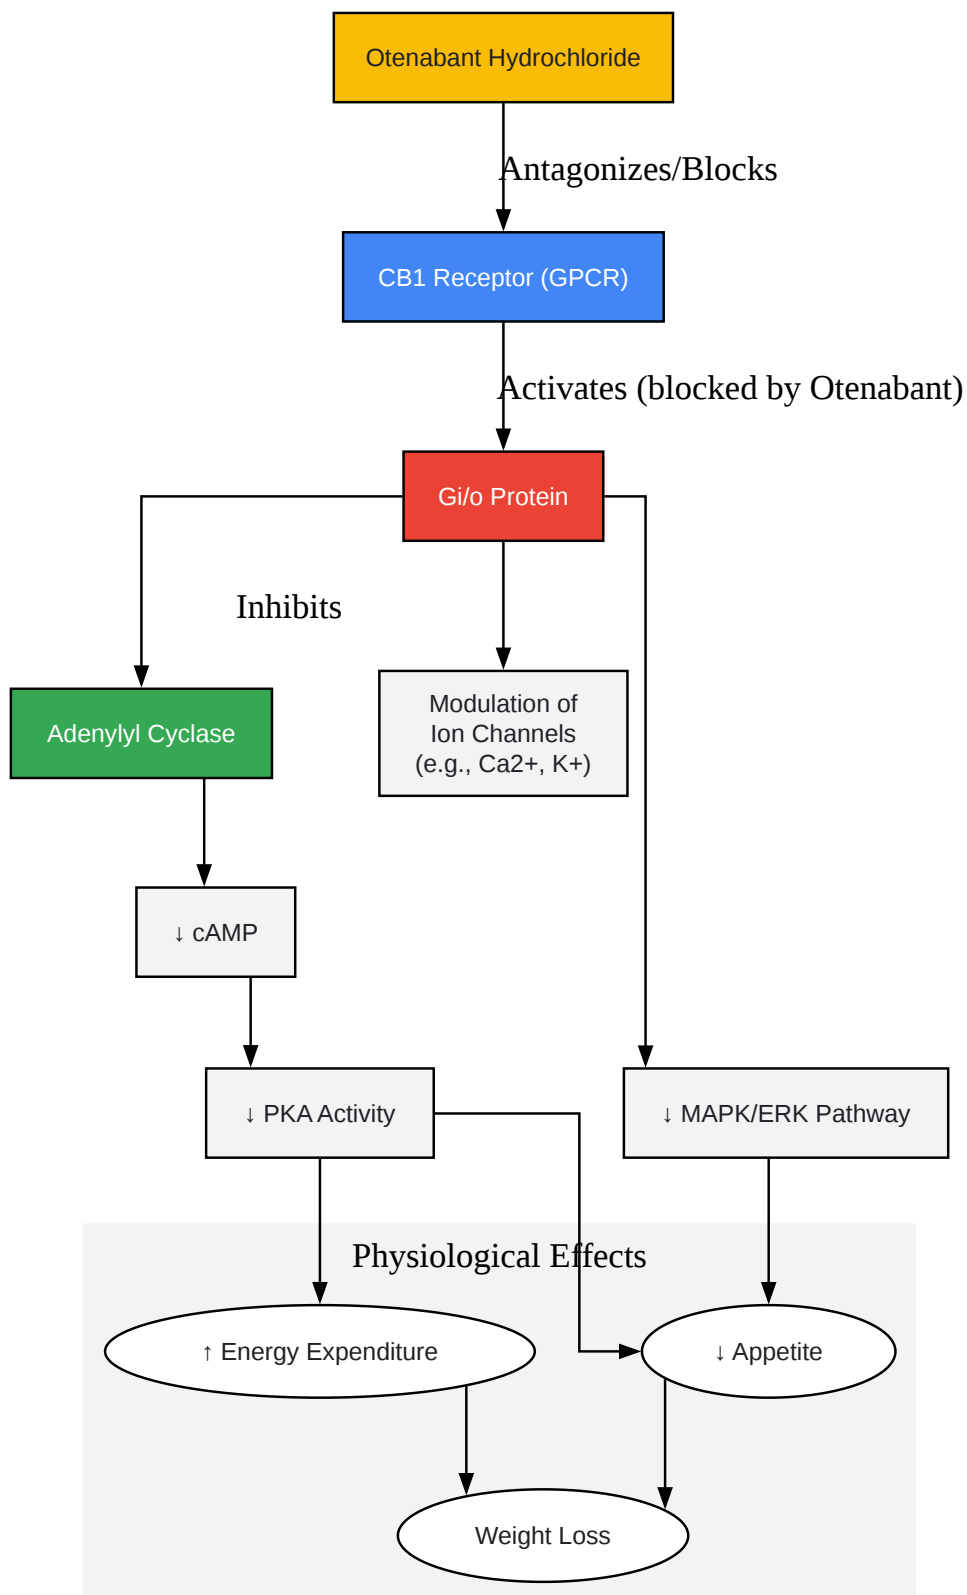 Otenabant Hydrochloride
Antagonizes/Blocks
CB1 Receptor (GPCR)
Activates (blocked by Otenabant)
Gi/o Protein
Inhibits
Modulation of
Ion Channels
(e.g., Ca2+, K+)
Adenylyl Cyclase
↓ cAMP
↓ PKA Activity
↓ MAPK/ERK Pathway
Physiological Effects
↑ Energy Expenditure
↓ Appetite
Weight Loss